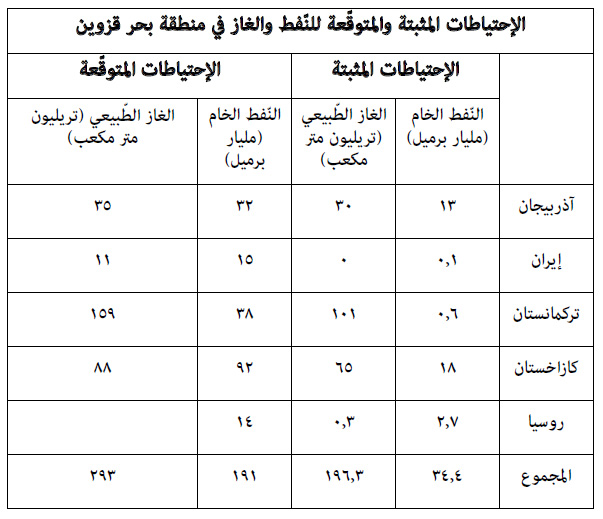 الإحتياطات المثبتة والمتوقّعة للنّفط والغاز في منطقة بحر قزوين
الإحتياطات المثبتة
الإحتياطات المتوقّعة
النّفط الخام
(مليار برميل)
الغاز الطّبيعي
(تريليون متر
مكعب)
النّفط الخام
(مليار
برميل)
الغاز الطّبيعي (تريليون
متر مكعب)
آذربيجان ١٣ ٣٠ ٣٢ ٣٥
إيران ٠,١ ٠ ١٥ ١١
تركمانستان ٠,٦ ١٠١ ٣٨ ١٥٩
كازاخستان ١٨ ٦٥ ٩٢ ٨٨
روسيا ٢,٧ ٠,٣ ١٤
المجموع ٣٤,٤ ١٩٦,٣ ١٩١ ٢٩٣